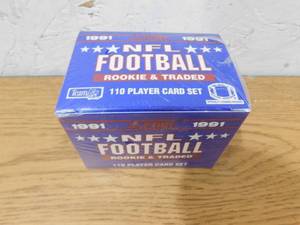 1991 1991
NFL
FOOTBALL
ROOKIE & TRADED
Team
110 PLAYER CARD SET
1991 1991
NFL
FOOTBALL
ROOKIE & TRADED
110 PLAYER CARD SET